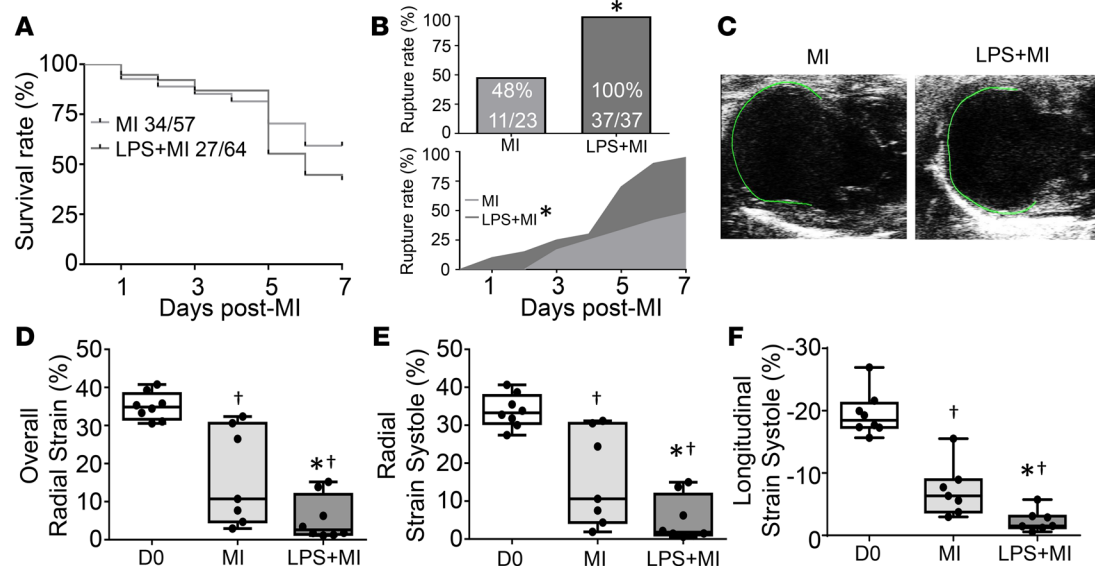 A
Survival rate (%)
100
75
50
25
0
MI 34/57
LPS+MI 27/64
1 3 5 7
Days post-MI
B
Rupture rate (%)
100
75
50
25
0
*
48%
11/23
100%
37/37
MI LPS+MI
Rupture rate (%)
100
75
50
25
0
MI
LPS+MI *
1 3 5 7
Days post-MI
C
MI LPS+MI
D
Overall
Radial Strain (%)
50
40
30
20
10
0
†
*†
D0 MI LPS+MI
E
Radial
Strain Systole (%)
50
40
30
20
10
0
†
*†
D0 MI LPS+MI
F
Longitudinal
Strain Systole (%)
-30
-20
-10
0
†
*†
D0 MI LPS+MI